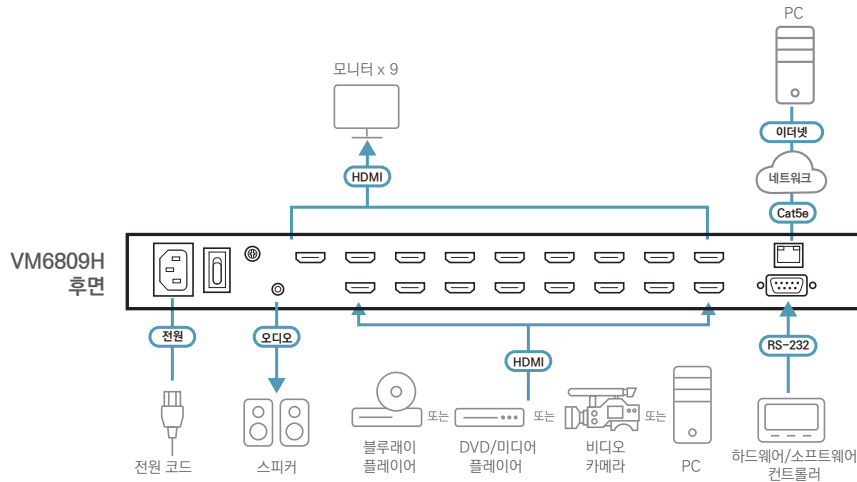 PC
모니터 x 9
이더넷
네트워크
HDMI
Cat5e
VM6809H
후면
전원
오디오
HDMI
RS-232
또는
또는
또는
블루래이
플레이어
DVD/미디어
플레이어
비디오
카메라
PC
전원 코드
스피커
하드웨어/소프트웨어
컨트롤러